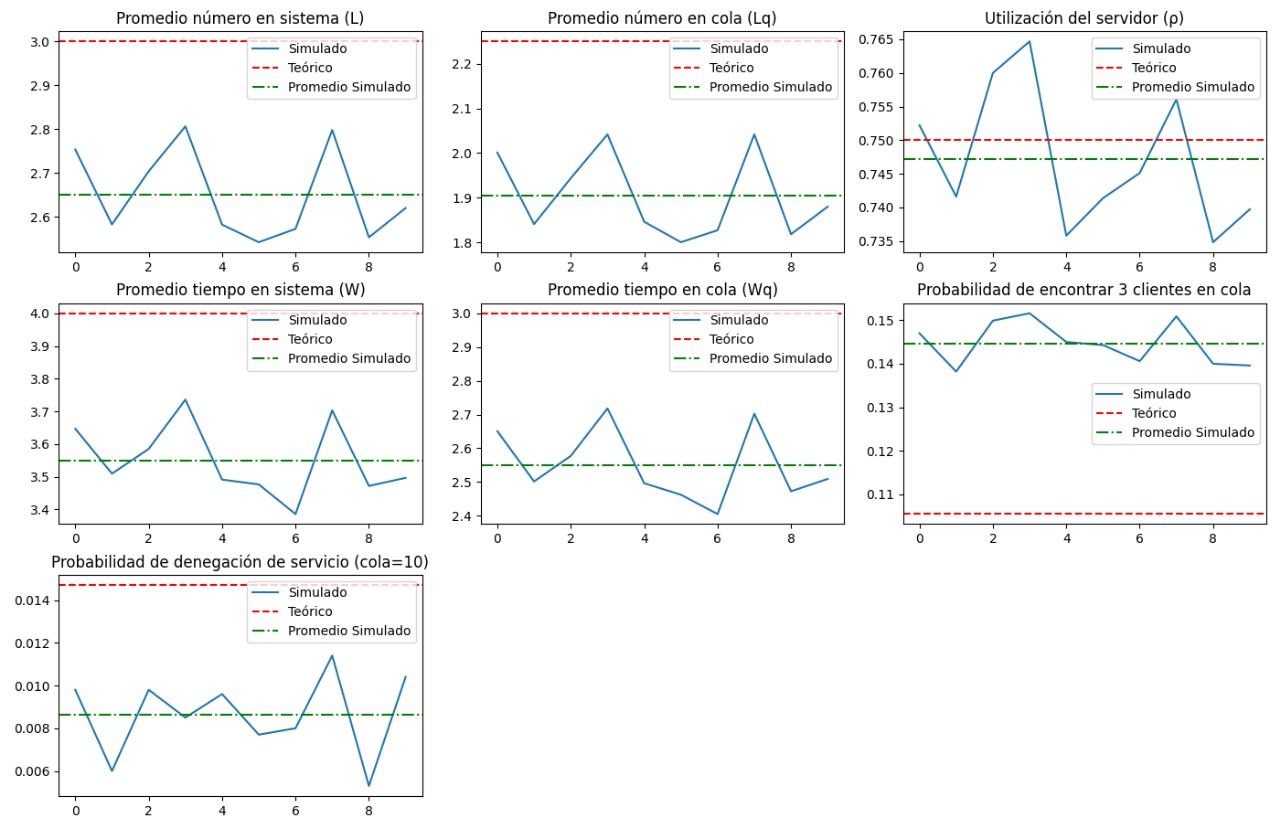 Promedio número en sistema (L)
3.0
2.9
2.8
2.7
2.6
0 2 4 6 8
Simulado
Teórico
Promedio Simulado
Promedio número en cola (Lq)
2.2
2.1
2.0
1.9
1.8
0 2 4 6 8
Simulado
Teórico
Promedio Simulado
Utilización del servidor (ρ)
0.765
0.760
0.755
0.750
0.745
0.740
0.735
0 2 4 6 8
Simulado
Teórico
Promedio Simulado
Promedio tiempo en sistema (W)
4.0
3.9
3.8
3.7
3.6
3.5
3.4
0 2 4 6 8
Simulado
Teórico
Promedio Simulado
Promedio tiempo en cola (Wq)
3.0
2.9
2.8
2.7
2.6
2.5
2.4
0 2 4 6 8
Simulado
Teórico
Promedio Simulado
Probabilidad de encontrar 3 clientes en cola
0.15
0.14
0.13
0.12
0.11
0 2 4 6 8
Simulado
Teórico
Promedio Simulado
Probabilidad de denegación de servicio (cola=10)
0.014
0.012
0.010
0.008
0.006
0 2 4 6 8
Simulado
Teórico
Promedio Simulado